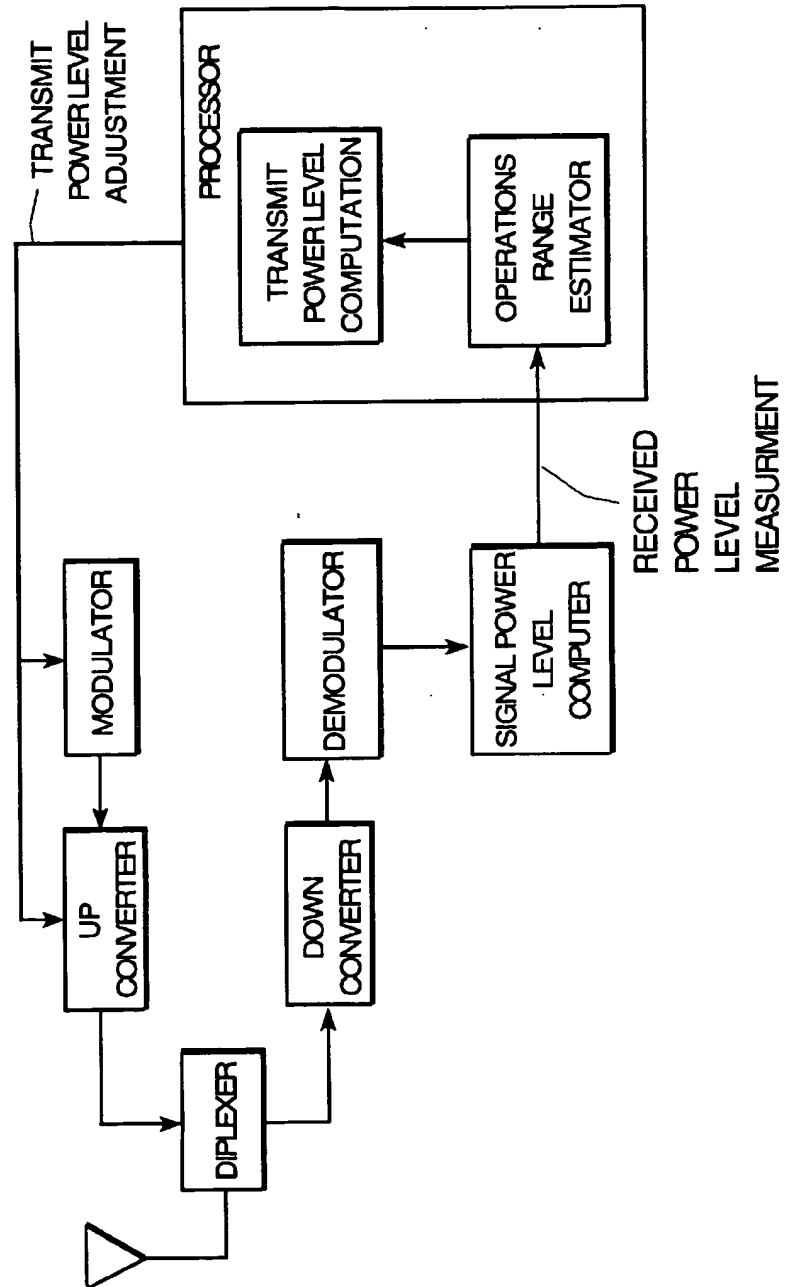 TRANSMIT
POWER LEVEL
ADJUSTMENT
PROCESSOR
TRANSMIT
POWER LEVEL
COMPUTATION
OPERATIONS
RANGE
ESTIMATOR
MODULATOR
UP
CONVERTER
DIPLEXER
DOWN
CONVERTER
DEMODULATOR
SIGNAL POWER
LEVEL
COMPUTER
RECEIVED
POWER
LEVEL
MEASURMENT